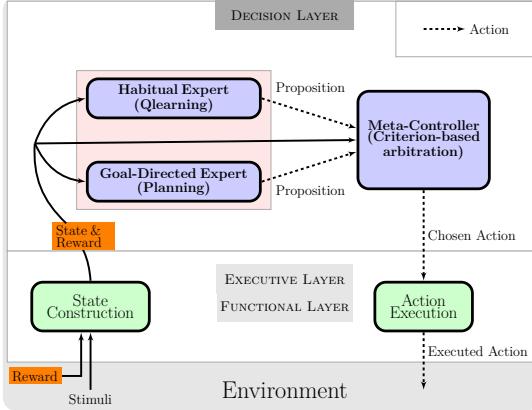 DECISION LAYER
Action
Habitual Expert
(Qlearning)
Proposition
Meta-Controller
(Criterion-based
arbitration)
Goal-Directed Expert
(Planning)
Proposition
State &
Reward
Chosen Action
EXECUTIVE LAYER
FUNCTIONAL LAYER
State
Construction
Action
Execution
Executed Action
Reward
Stimuli
Environment